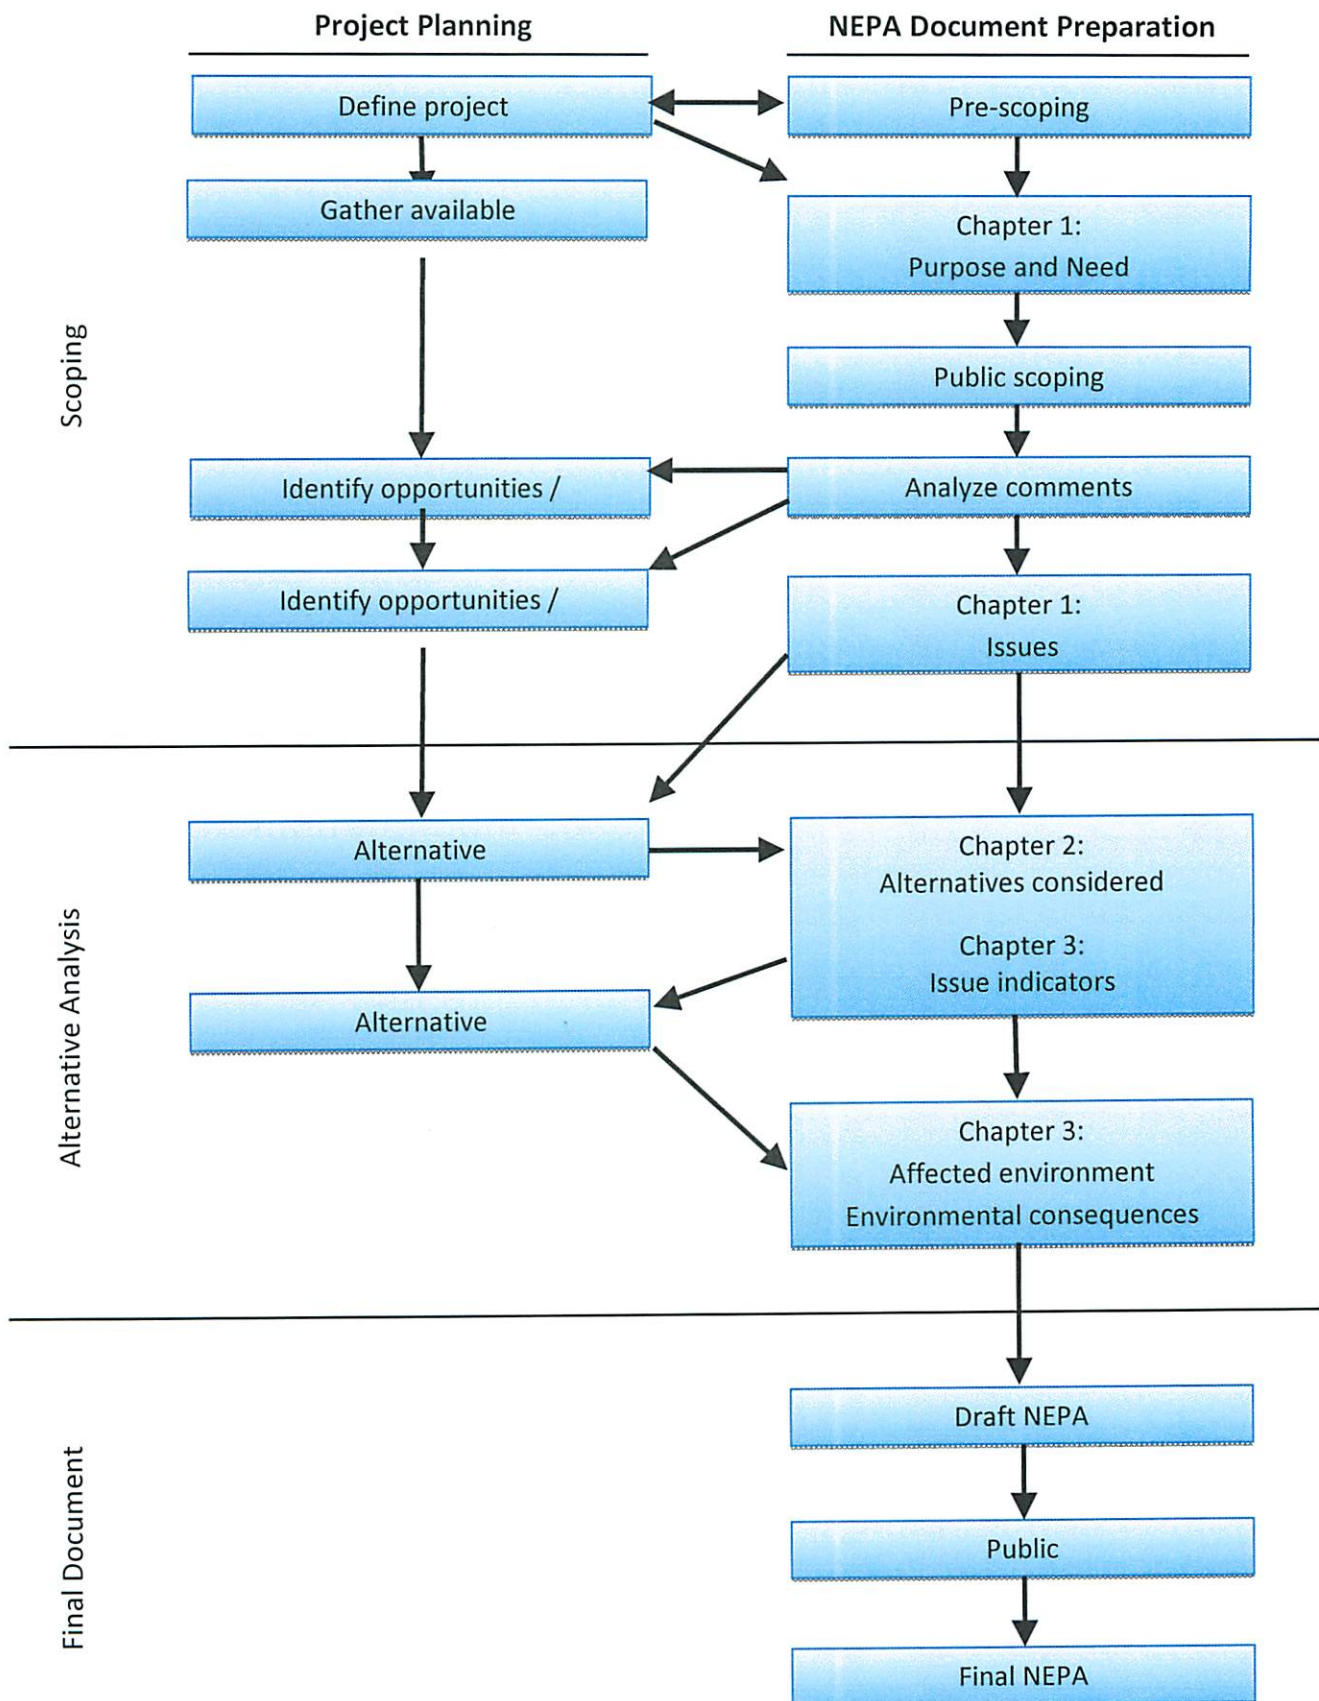 Project Planning
NEPA Document Preparation
Define project
Pre-scoping
Gather available
Chapter 1:
Purpose and Need
Public scoping
Scoping
Identify opportunities /
Analyze comments
Identify opportunities /
Chapter 1:
Issues
Alternative
Chapter 2:
Alternatives considered
Chapter 3:
Issue indicators
Alternative Analysis
Alternative
Chapter 3:
Affected environment
Environmental consequences
Draft NEPA
Public
Final Document
Final NEPA